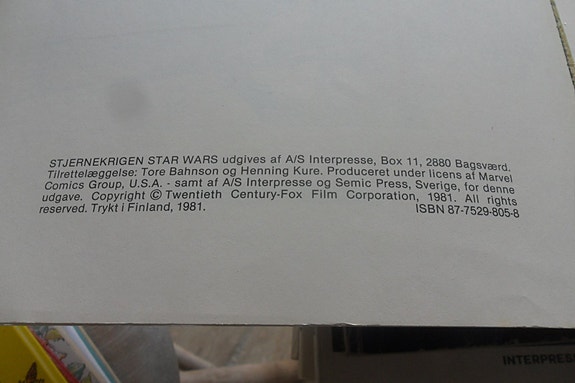 STJERNEKRIGEN STAR WARS udgives af A/S Interpresse, Box 11, 2880 Bagsværd.
Tilrettelæggelse: Tore Bahnson og Henning Kure. Produceret under licens af Marvel
Comics Group, U.S.A. - samt af A/S Interpresse og Semic Press, Sverige, for denne
udgave. Copyright © Twentieth Century-Fox Film Corporation, 1981. All rights
reserved. Trykt i Finland, 1981. ISBN 87-7529-805-8